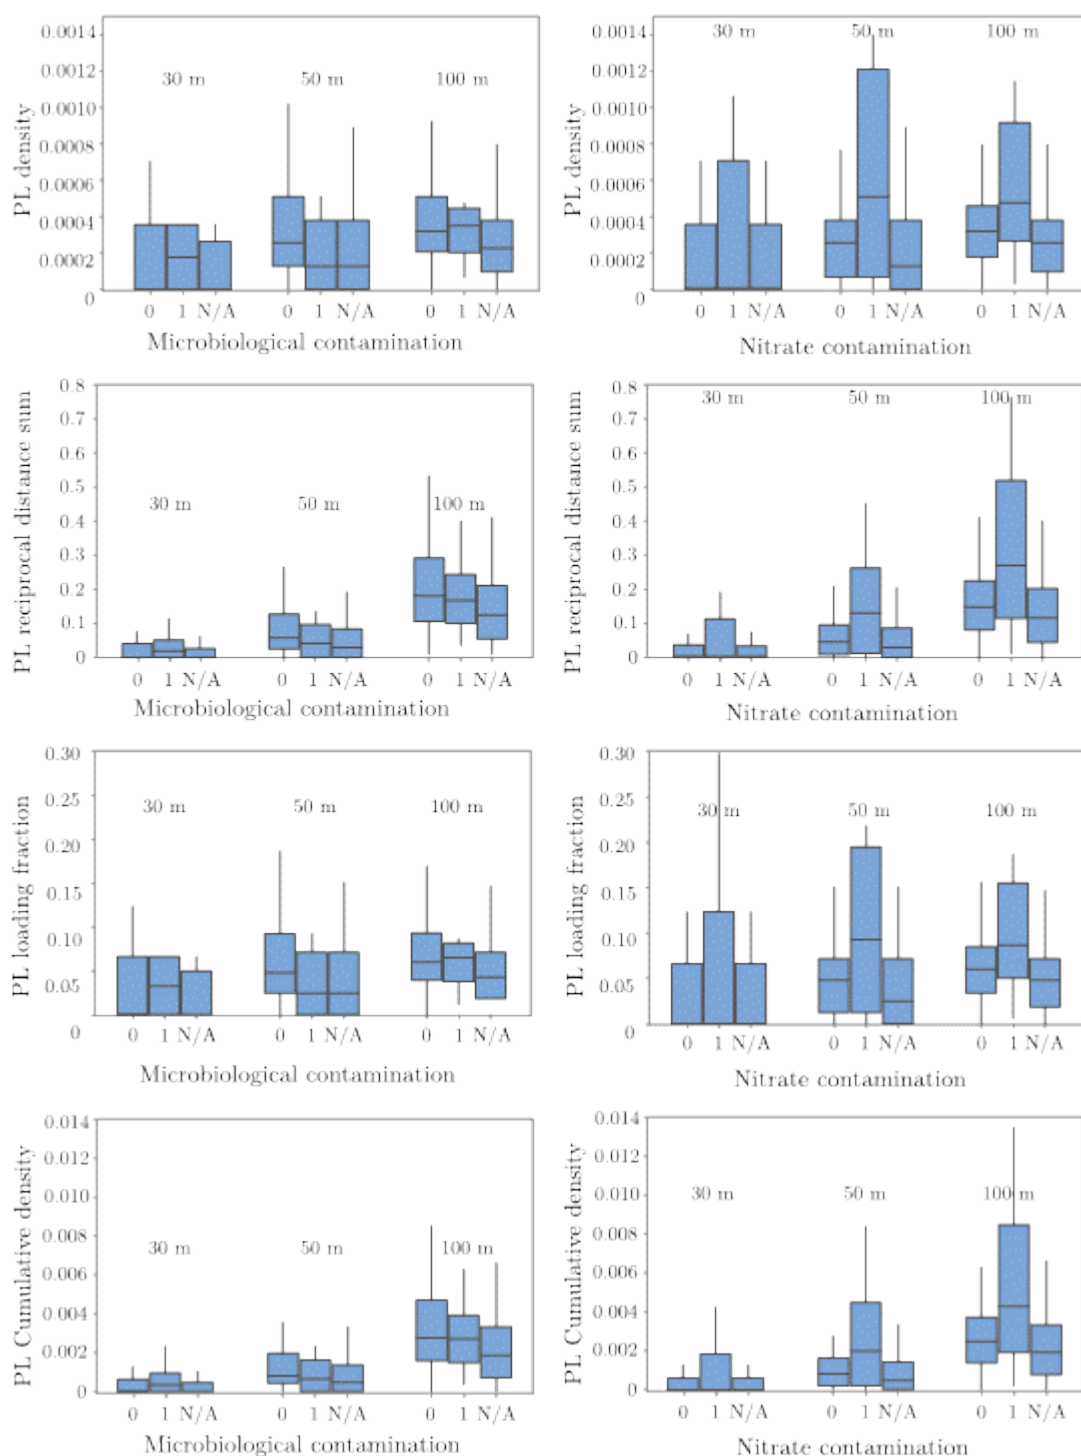 PL density
0.0014
0.0012
0.0010
0.0008
0.0006
0.0004
0.0002
0
30 m 50 m 100 m
0 1 N/A 0 1 N/A 0 1 N/A
Microbiological contamination
PL density
0.0014
0.0012
0.0010
0.0008
0.0006
0.0004
0.0002
0
30 m 50 m 100 m
0 1 N/A 0 1 N/A 0 1 N/A
Nitrate contamination
PL reciprocal distance sum
0.8
0.7
0.6
0.5
0.4
0.3
0.2
0.1
0
30 m 50 m 100 m
0 1 N/A 0 1 N/A 0 1 N/A
Microbiological contamination
PL reciprocal distance sum
0.8
0.7
0.6
0.5
0.4
0.3
0.2
0.1
0
30 m 50 m 100 m
0 1 N/A 0 1 N/A 0 1 N/A
Nitrate contamination
PL loading fraction
0.30
0.25
0.20
0.15
0.10
0.05
0
30 m 50 m 100 m
0 1 N/A 0 1 N/A 0 1 N/A
Microbiological contamination
PL loading fraction
0.30
0.25
0.20
0.15
0.10
0.05
0
30 m 50 m 100 m
0 1 N/A 0 1 N/A 0 1 N/A
Nitrate contamination
PL Cumulative density
0.014
0.012
0.010
0.008
0.006
0.004
0.002
0
30 m 50 m 100 m
0 1 N/A 0 1 N/A 0 1 N/A
Microbiological contamination
PL Cumulative density
0.014
0.012
0.010
0.008
0.006
0.004
0.002
0
30 m 50 m 100 m
0 1 N/A 0 1 N/A 0 1 N/A
Nitrate contamination